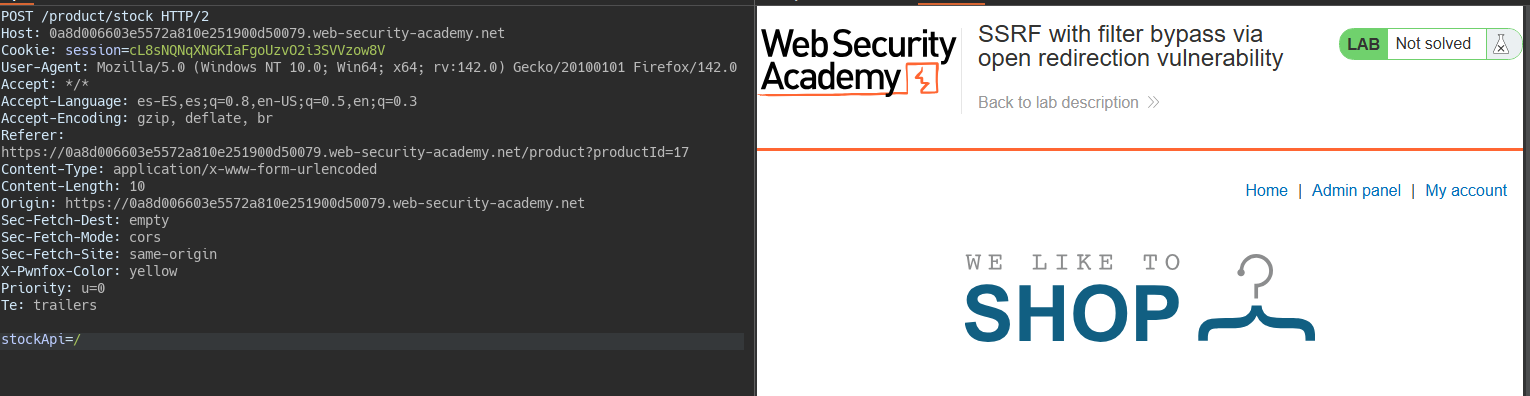 POST /product/stock HTTP/2
Host: 0a8d006603e5572a810e251900d50079.web-security-academy.net
Cookie: session=cL8sNQNqXNGKIaFgoUzvO2i3SVVzow8V
User-Agent: Mozilla/5.0 (Windows NT 10.0; Win64; x64; rv:142.0) Gecko/20100101 Firefox/142.0
Accept: */*
Accept-Language: es-ES,es;q=0.8,en-US;q=0.5,en;q=0.3
Accept-Encoding: gzip, deflate, br
Referer:
https://0a8d006603e5572a810e251900d50079.web-security-academy.net/product?productId=17
Content-Type: application/x-www-form-urlencoded
Content-Length: 10
Origin: https://0a8d006603e5572a810e251900d50079.web-security-academy.net
Sec-Fetch-Dest: empty
Sec-Fetch-Mode: cors
Sec-Fetch-Site: same-origin
X-Pwnfox-Color: yellow
Priority: u=0
Te: trailers
stockApi=/
WebSecurity
Academy
SSRF with filter bypass via
open redirection vulnerability
Back to lab description
LAB Not solved
Home | Admin panel | My account
WE LIKE TO
SHOP